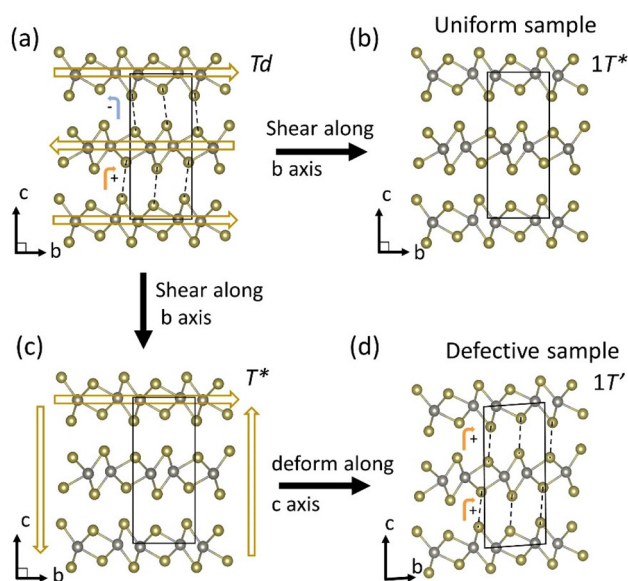 (a)
Td
-
+
c
b
Shear along
b axis
Uniform sample
(b)
1T*
c
b
Shear along
b axis
(c)
T*
c
b
deform along
c axis
Defective sample
(d)
1T'
+
+
c
b